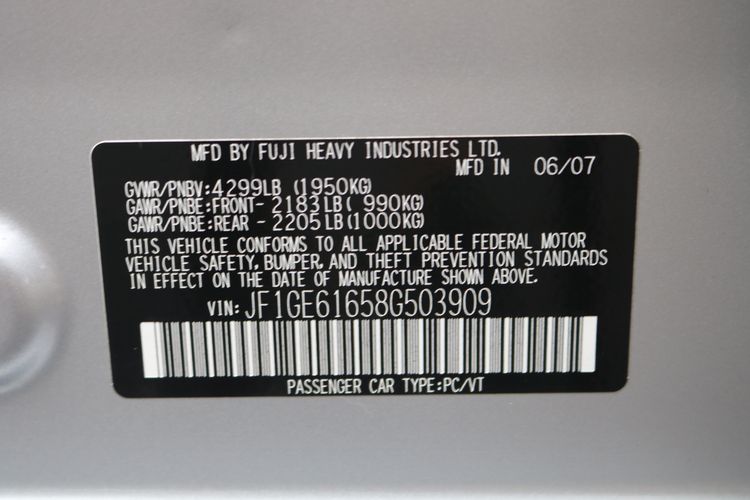 MFD BY FUJI HEAVY INDUSTRIES LTD.
MFD IN 06/07
GVWR/PNBV:4299LB (1950KG)
GAWR/PNBE:FRONT- 2183LB( 990KG)
GAWR/PNBE:REAR - 2205LB(1000KG)
THIS VEHICLE CONFORMS TO ALL APPLICABLE FEDERAL MOTOR
VEHICLE SAFETY, BUMPER, AND THEFT PREVENTION STANDARDS
IN EFFECT ON THE DATE OF MANUFACTURE SHOWN ABOVE.
VIN: JF1GE61658G503909
PASSENGER CAR TYPE:PC/VT